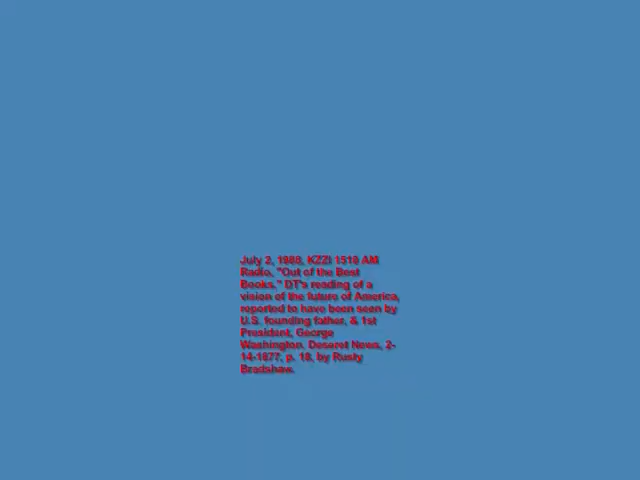 July 2, 1988, KZZI 1510 AM
Radio, "Out of the Best
Books." DT's reading of a
vision of the future of America,
reported to have been seen by
U.S. founding father, & 1st
President, George
Washington. Deseret News, 2-
14-1877, p. 18, by Rusty
Bradshaw.